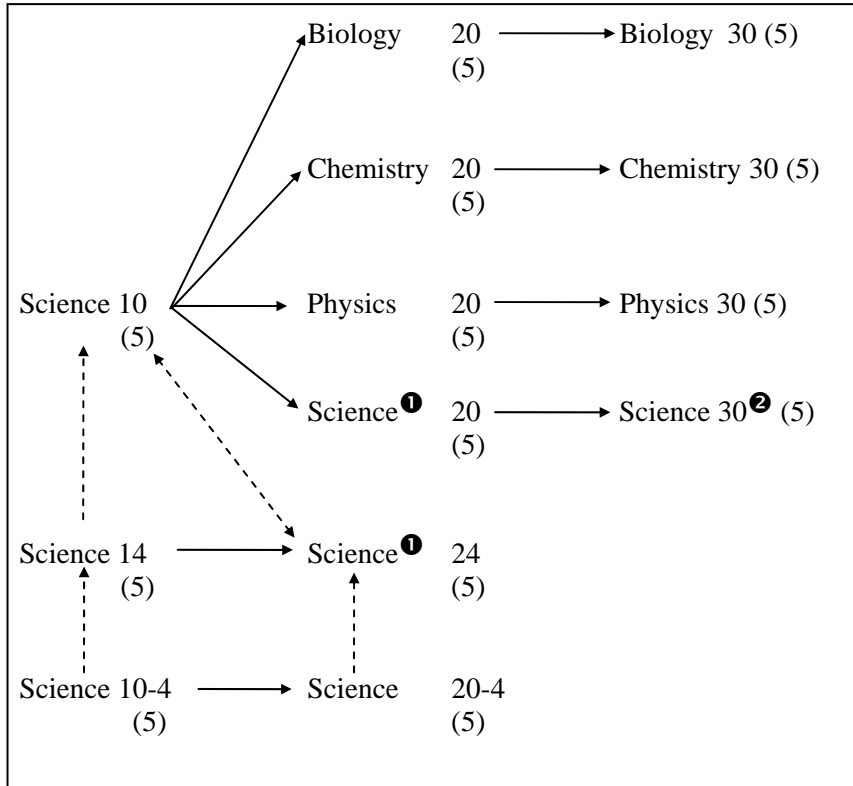 Biology 20 Biology 30 (5)
(5)
Chemistry 20 Chemistry 30 (5)
(5)
Science 10 Physics 20 Physics 30 (5)
(5) (5)
Science❶ 20 Science 30❷ (5)
(5)
Science 14 Science❶ 24
(5) (5)
Science 10-4 Science 20-4
(5) (5)